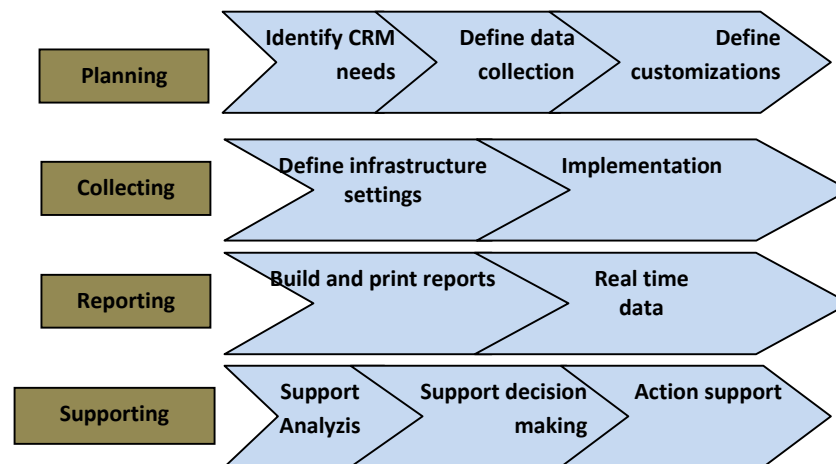 Planning
Identify CRM
needs
Define data
collection
Define
customizations
Collecting
Define infrastructure
settings
Implementation
Reporting
Build and print reports
Real time
data
Supporting
Support
Analyzis
Support decision
making
Action support